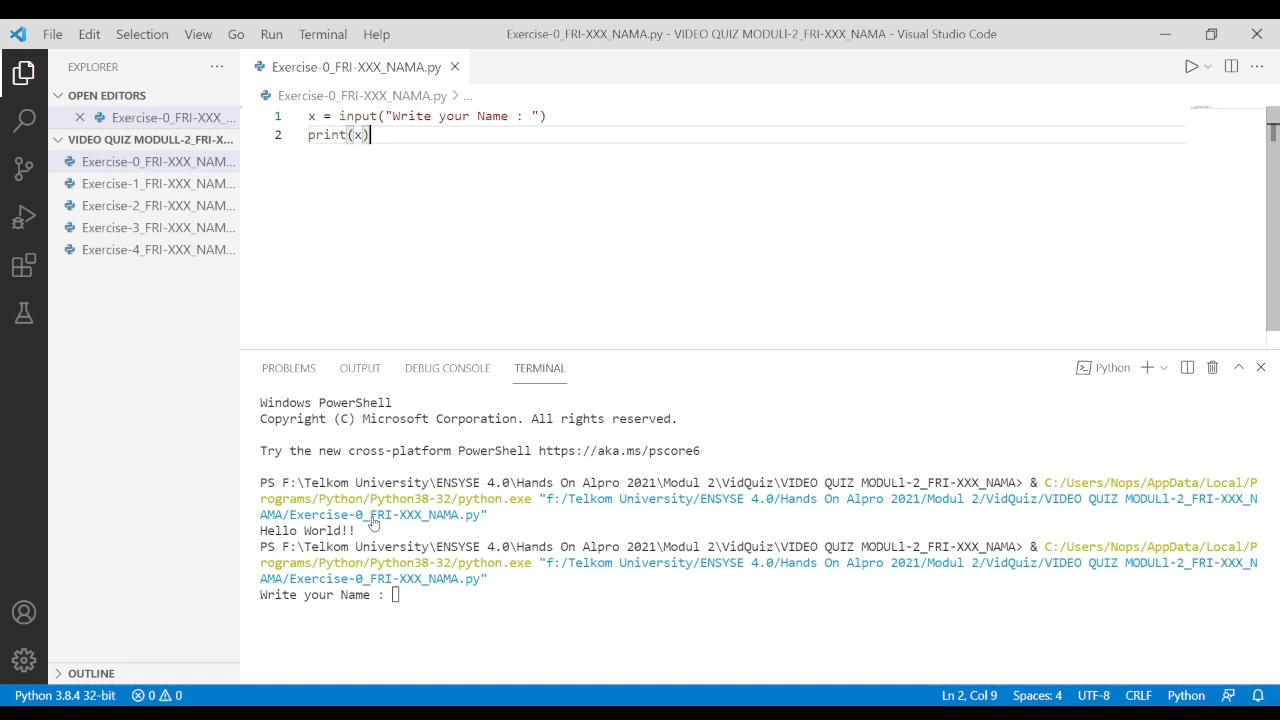 File Edit Selection View Go Run Terminal Help Exercise-0_FRI-XXX_NAMA.py - VIDEO QUIZ MODULl-2_FRI-XXX_NAMA - Visual Studio Code
EXPLORER
Exercise-0_FRI-XXX_NAMA.py
OPEN EDITORS
Exercise-0_FRI-XXX_...
VIDEO QUIZ MODULL-2_FRI-X...
Exercise-0_FRI-XXX_NAM...
Exercise-1_FRI-XXX_NAM...
Exercise-2_FRI-XXX_NAM...
Exercise-3_FRI-XXX_NAM...
Exercise-4_FRI-XXX_NAM...
OUTLINE
Exercise-0_FRI-XXX_NAMA.py > ...
1 x = input("Write your Name : ")
2 print(x)
PROBLEMS OUTPUT DEBUG CONSOLE TERMINAL Python
Windows PowerShell
Copyright (C) Microsoft Corporation. All rights reserved.
Try the new cross-platform PowerShell https://aka.ms/pscore6
PS F:\Telkom University\ENSYSE 4.0\Hands On Alpro 2021\Modul 2\VidQuiz\VIDEO QUIZ MODULl-2_FRI-XXX_NAMA> & C:/Users/Nops/AppData/Local/P
rograms/Python/Python38-32/python.exe "f:/Telkom University/ENSYSE 4.0/Hands On Alpro 2021/Modul 2/VidQuiz/VIDEO QUIZ MODULl-2_FRI-XXX_N
AMA/Exercise-0_FRI-XXX_NAMA.py"
Hello World!!
PS F:\Telkom University\ENSYSE 4.0\Hands On Alpro 2021\Modul 2\VidQuiz\VIDEO QUIZ MODULl-2_FRI-XXX_NAMA> & C:/Users/Nops/AppData/Local/P
rograms/Python/Python38-32/python.exe "f:/Telkom University/ENSYSE 4.0/Hands On Alpro 2021/Modul 2/VidQuiz/VIDEO QUIZ MODULl-2_FRI-XXX_N
AMA/Exercise-0_FRI-XXX_NAMA.py"
Write your Name :
Python 3.8.4 32-bit 0 0 Ln 2, Col 9 Spaces: 4 UTF-8 CRLF Python